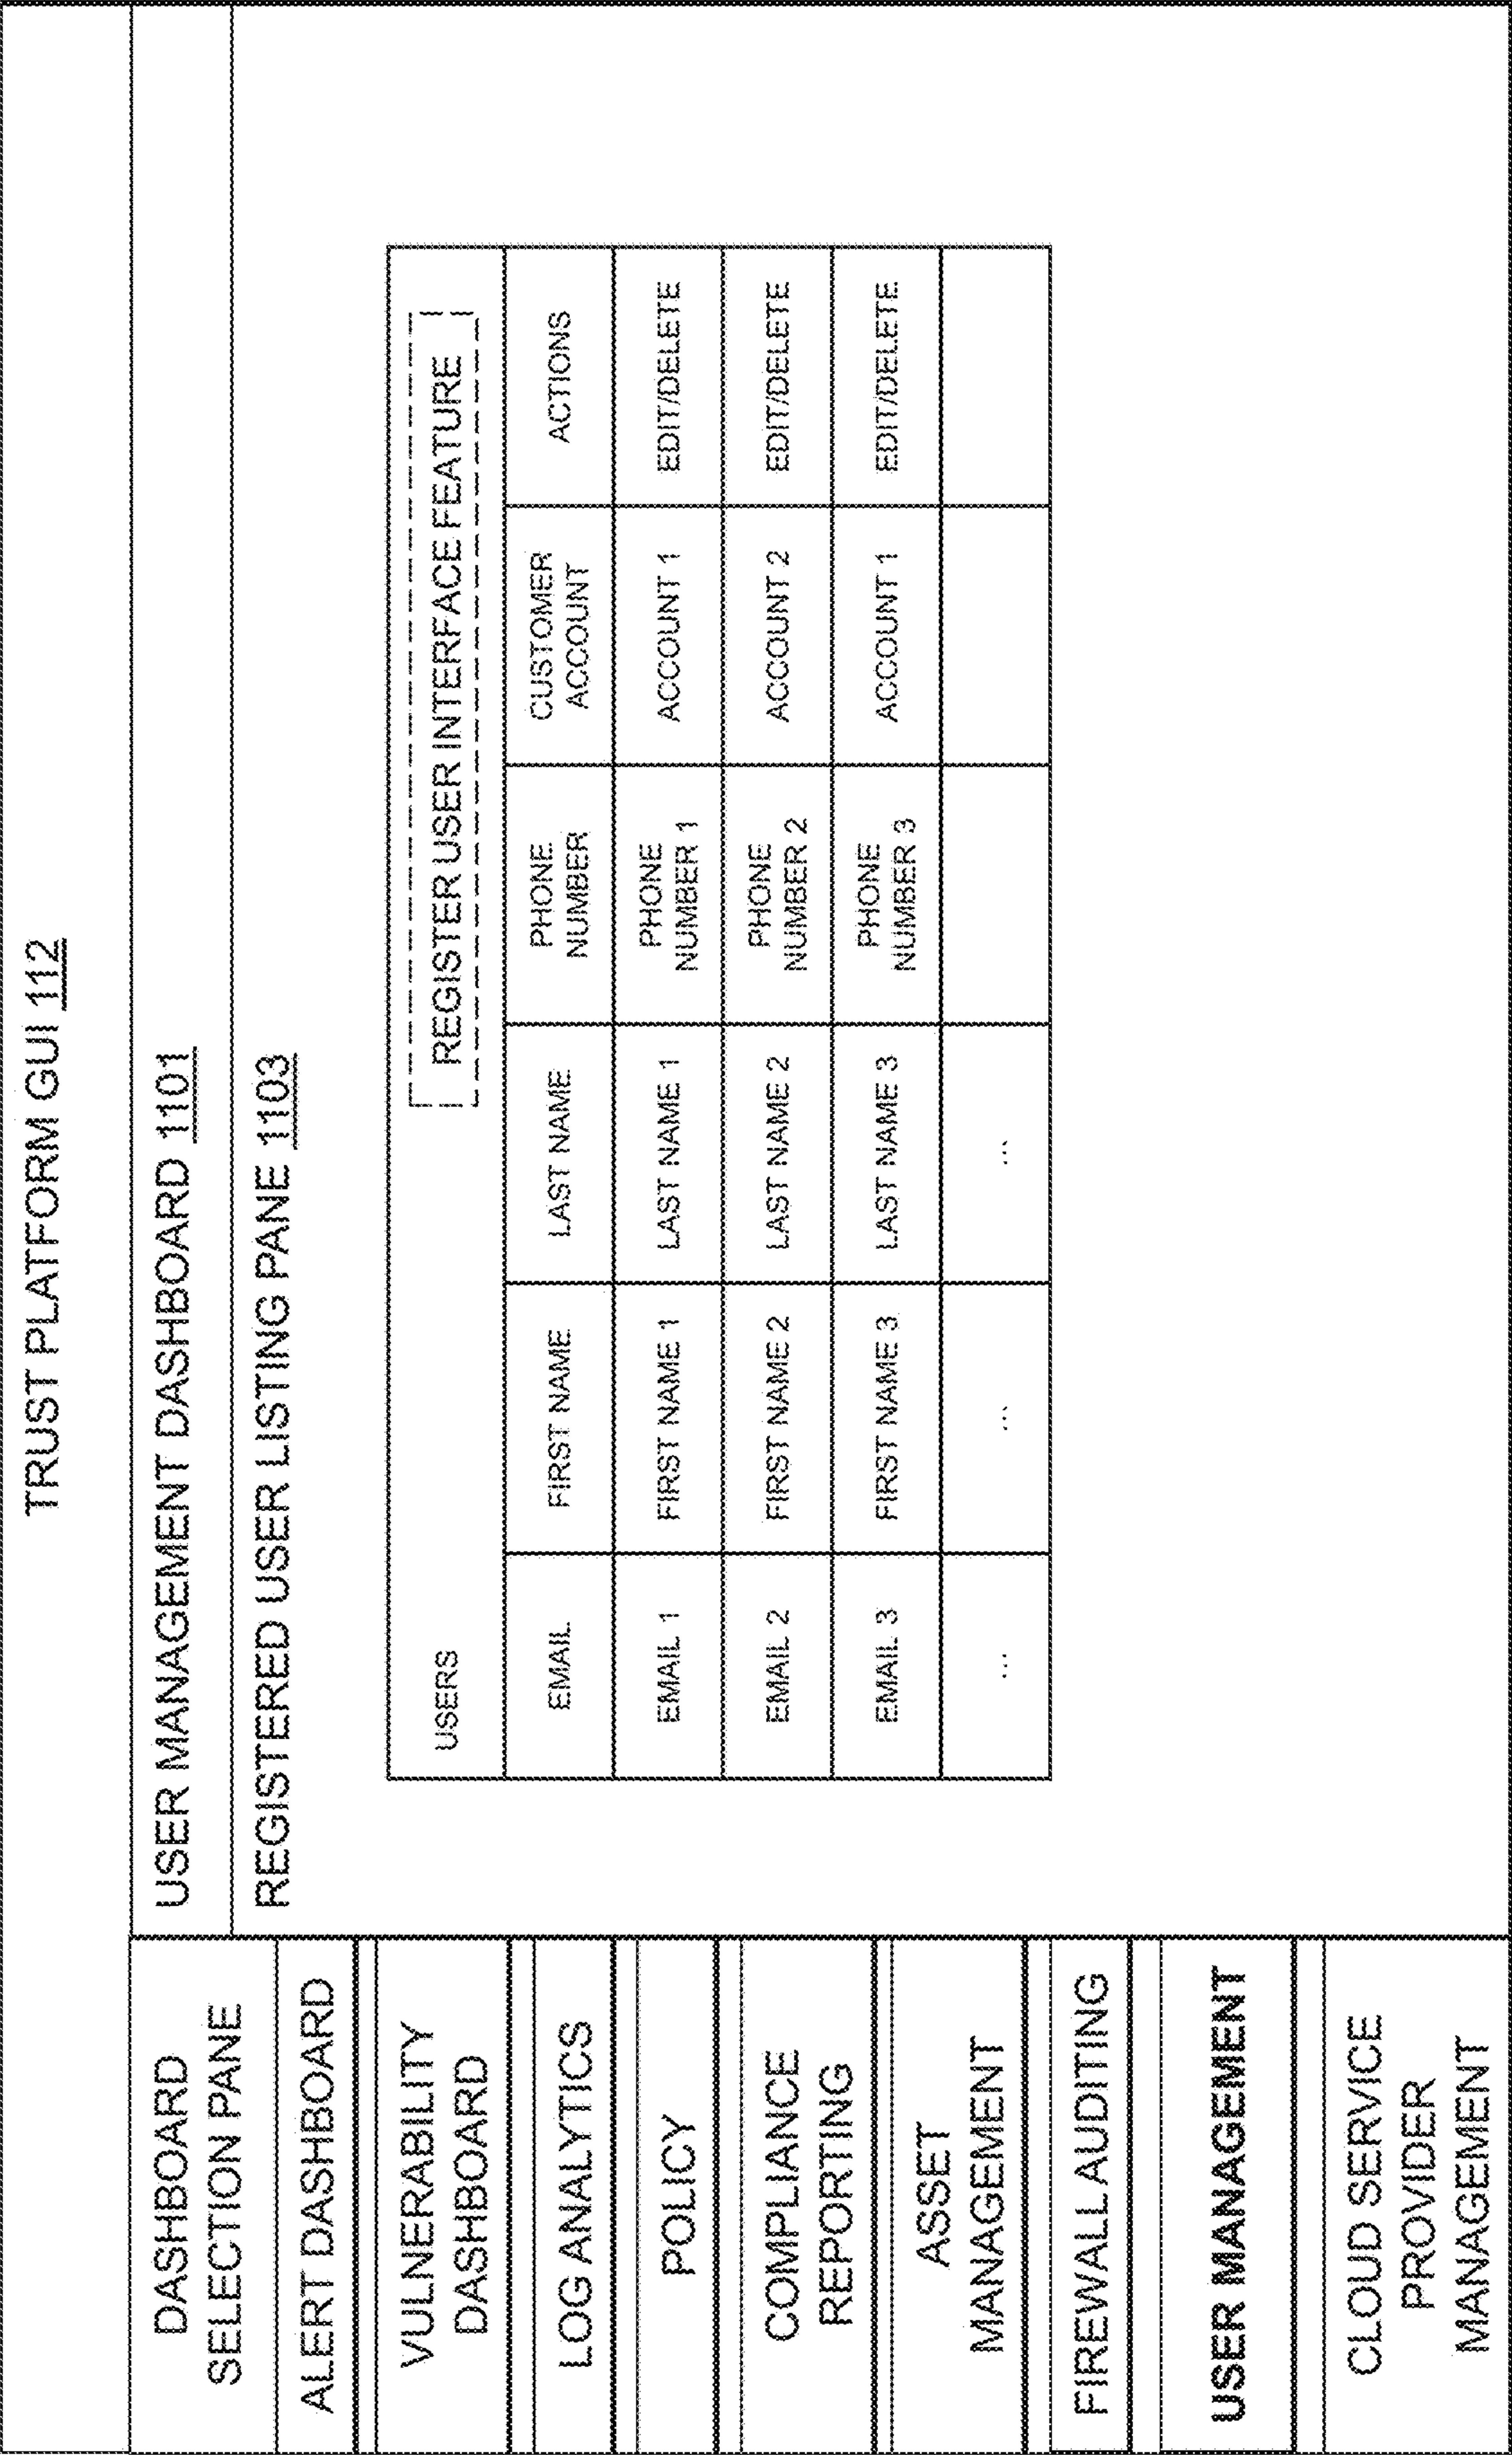 TRUST PLATFORM GUI 112
DASHBOARD
SELECTION PANE
ALERT DASHBOARD
VULNERABILITY
DASHBOARD
LOG ANALYTICS
POLICY
COMPLIANCE
REPORTING
ASSET
MANAGEMENT
FIREWALL AUDITING
USER MANAGEMENT
CLOUD SERVICE
PROVIDER
MANAGEMENT
USER MANAGEMENT DASHBOARD 1101
REGISTERED USER LISTING PANE 1103
USERS
REGISTER USER INTERFACE FEATURE
EMAIL
FIRST NAME
LAST NAME
PHONE
NUMBER
CUSTOMER
ACCOUNT
ACTIONS
EMAIL 1
FIRST NAME 1
LAST NAME 1
PHONE
NUMBER 1
ACCOUNT 1
EDIT/DELETE
EMAIL 2
FIRST NAME 2
LAST NAME 2
PHONE
NUMBER 2
ACCOUNT 2
EDIT/DELETE
EMAIL 3
FIRST NAME 3
LAST NAME 3
PHONE
NUMBER 3
ACCOUNT 1
EDIT/DELETE
...
...
...